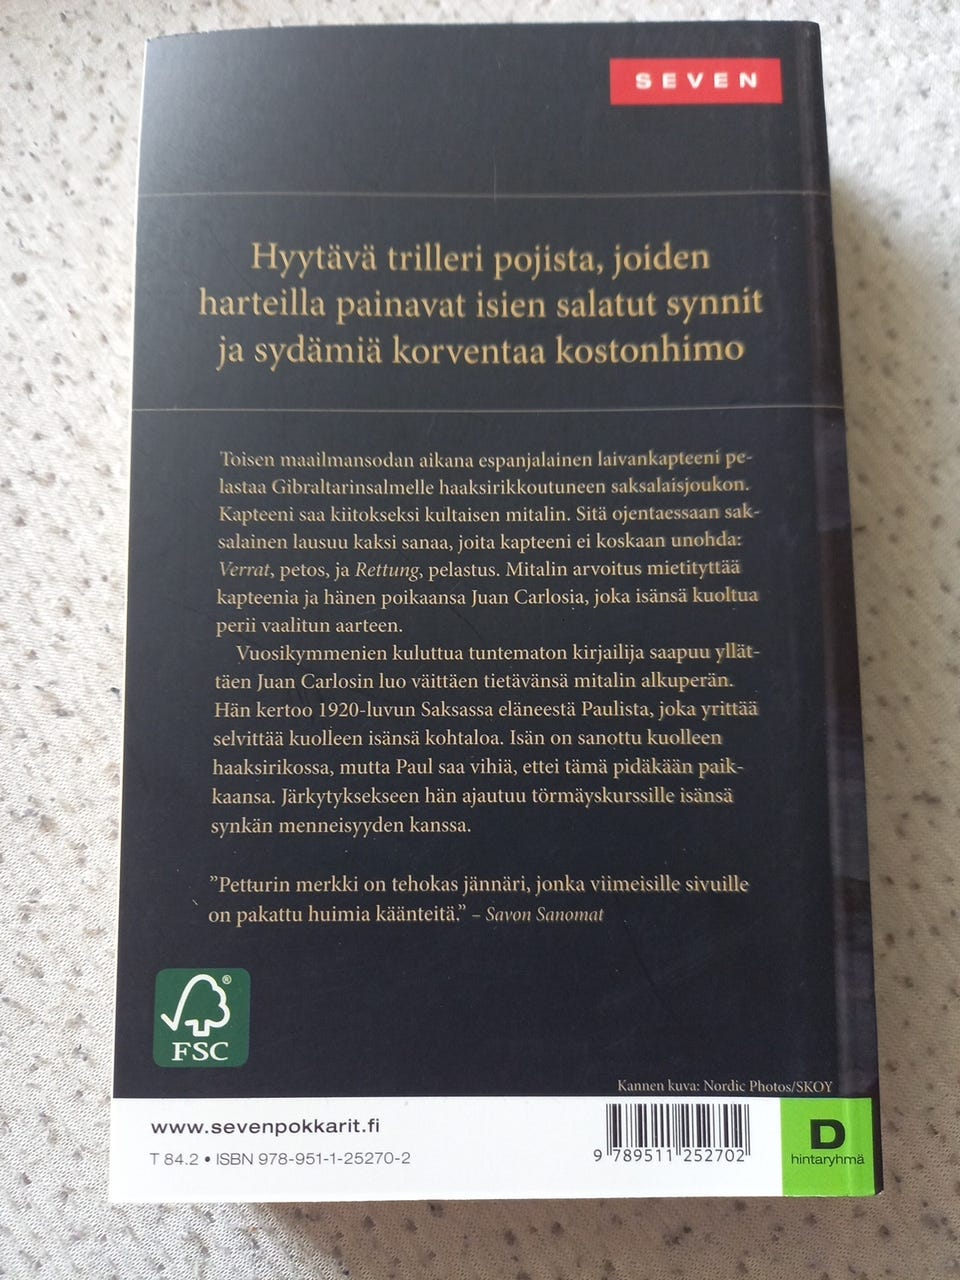 SEVEN
Hyytävä trilleri pojista, joiden
harteilla painavat isien salatut synnit
ja sydämiä korventaa kostonhimo
Toisen maailmansodan aikana espanjalainen laivankapteeni pe-
lastaa Gibraltarinsalmelle haaksirikkoutuneen saksalaisjoukon.
Kapteeni saa kiitokseksi kultaisen mitalin. Sitä ojentaessaan sak-
salainen lausuu kaksi sanaa, joita kapteeni ei koskaan unohda:
Verrat, petos, ja Rettung, pelastus. Mitalin arvoitus mietityttää
kapteenia ja hänen poikaansa Juan Carlosia, joka isänsä kuoltua
perii vaalitun aarteen.
Vuosikymmenien kuluttua tuntematon kirjailija saapuu yllät-
täen Juan Carlosin luo väittäen tietävänsä mitalin alkuperän.
Hän kertoo 1920-luvun Saksassa eläneestä Paulista, joka yrittää
selvittää kuolleen isänsä kohtaloa. Isän on sanottu kuolleen
haaksirikossa, mutta Paul saa vihiä, ettei tämä pidäkään paik-
kaansa. Järkytyksekseen hän ajautuu törmäyskurssille isänsä
synkän menneisyyden kanssa.
”Petturin merkki on tehokas jännäri, jonka viimeisille sivuille
on pakattu huimia käänteitä.” – Savon Sanomat
FSC®
Kannen kuva: Nordic Photos/SKOY
www.sevenpokkarit.fi
T 84.2 • ISBN 978-951-1-25270-2
9 789511 252702
D
hintaryhmä